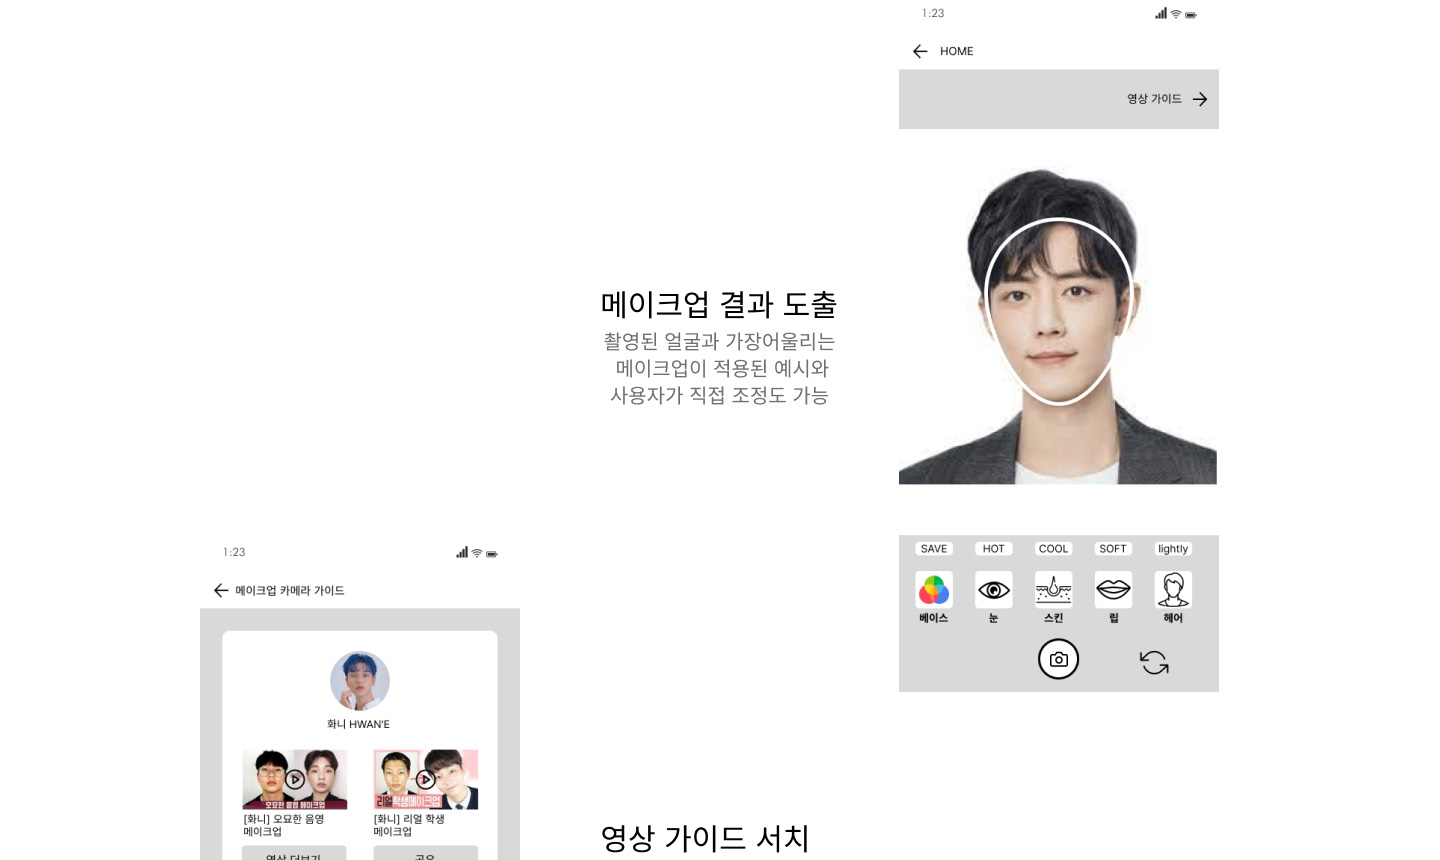 1:23
HOME
영상 가이드
메이크업 결과 도출
촬영된 얼굴과 가장어울리는
메이크업이 적용된 예시와
사용자가 직접 조정도 가능
SAVE HOT COOL SOFT lightly
베이스 눈 스킨 립 헤어
1:23
메이크업 카메라 가이드
화니 HWAN'E
오묘한 음영 메이크업
리얼학생메이크업
[화니] 오묘한 음영
메이크업
[화니] 리얼 학생
메이크업
영상 더보기
공유
영상 가이드 서치